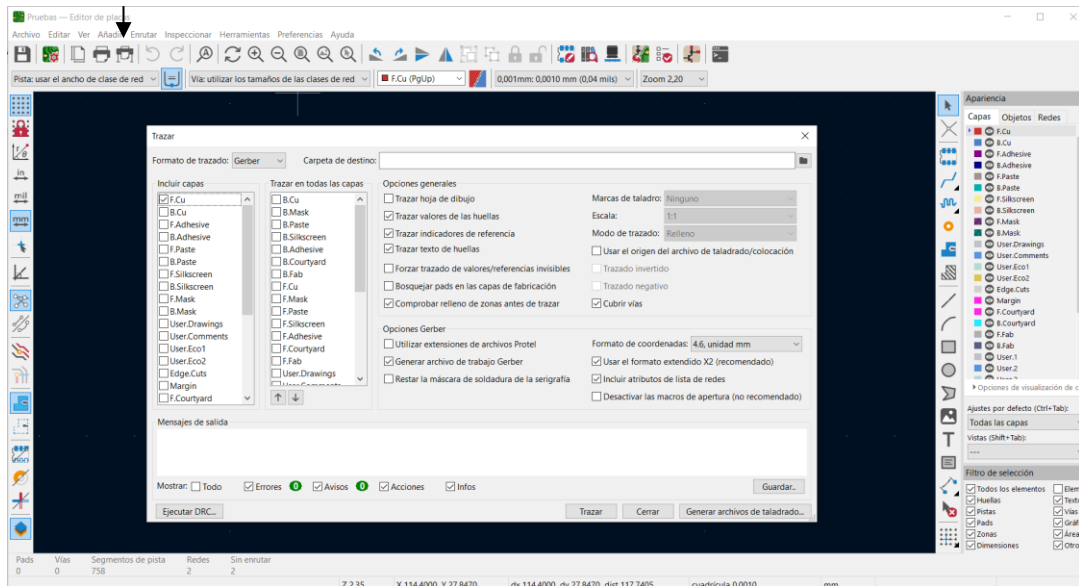 Pruebas — Editor de placas
Archivo Editar Ver Añadir Enrutar Inspeccionar Herramientas Preferencias Ayuda
Pista: usar el ancho de clase de red
Vía: utilizar los tamaños de las clases de red
F.Cu (PgUp)
0,001mm: 0,0010 mm (0,04 mils)
Zoom 2,20
in
mil
mm
Trazar
Formato de trazado: Gerber
Carpeta de destino:
Incluir capas
F.Cu
B.Cu
F.Adhesive
B.Adhesive
F.Paste
B.Paste
F.Silkscreen
B.Silkscreen
F.Mask
B.Mask
User.Drawings
User.Comments
User.Eco1
User.Eco2
Edge.Cuts
Margin
F.Courtyard
Trazar en todas las capas
B.Cu
B.Mask
B.Paste
B.Silkscreen
B.Adhesive
B.Courtyard
B.Fab
F.Cu
F.Mask
F.Paste
F.Silkscreen
F.Adhesive
F.Courtyard
F.Fab
User.Drawings
Opciones generales
Trazar hoja de dibujo
Trazar valores de las huellas
Trazar indicadores de referencia
Trazar texto de huellas
Forzar trazado de valores/referencias invisibles
Bosquejar pads en las capas de fabricación
Comprobar relleno de zonas antes de trazar
Marcas de taladro: Ninguno
Escala: 1:1
Modo de trazado: Relleno
Usar el origen del archivo de taladrado/colocación
Trazado invertido
Trazado negativo
Cubrir vías
Opciones Gerber
Utilizar extensiones de archivos Protel
Generar archivo de trabajo Gerber
Restar la máscara de soldadura de la serigrafía
Formato de coordenadas: 4.6, unidad mm
Usar el formato extendido X2 (recomendado)
Incluir atributos de lista de redes
Desactivar las macros de apertura (no recomendado)
Mensajes de salida
Mostrar: Todo Errores 0 Avisos 0 Acciones Infos
Guardar..
Ejecutar DRC...
Trazar
Cerrar
Generar archivos de taladrado...
Apariencia
Capas Objetos Redes
F.Cu
B.Cu
F.Adhesive
B.Adhesive
F.Paste
B.Paste
F.Silkscreen
B.Silkscreen
F.Mask
B.Mask
User.Drawings
User.Comments
User.Eco1
User.Eco2
Edge.Cuts
Margin
F.Courtyard
B.Courtyard
F.Fab
B.Fab
User.1
User.2
Opciones de visualización de c
Ajustes por defecto (Ctrl+Tab):
Todas las capas
Vistas (Shift+Tab):
---
Filtro de selección
Todos los elementos Elem
Huellas Texto
Pistas Vías
Pads Gráf
Zonas Área
Dimensiones Otro
Pads Vías Segmentos de pista Redes Sin enrutar
0 0 758 2 2
Z 2,35 X 114,4000 Y 27,8470 dx 114,4000 dy 27,8470 dist 117,7405 cuadrícula 0,0010 mm